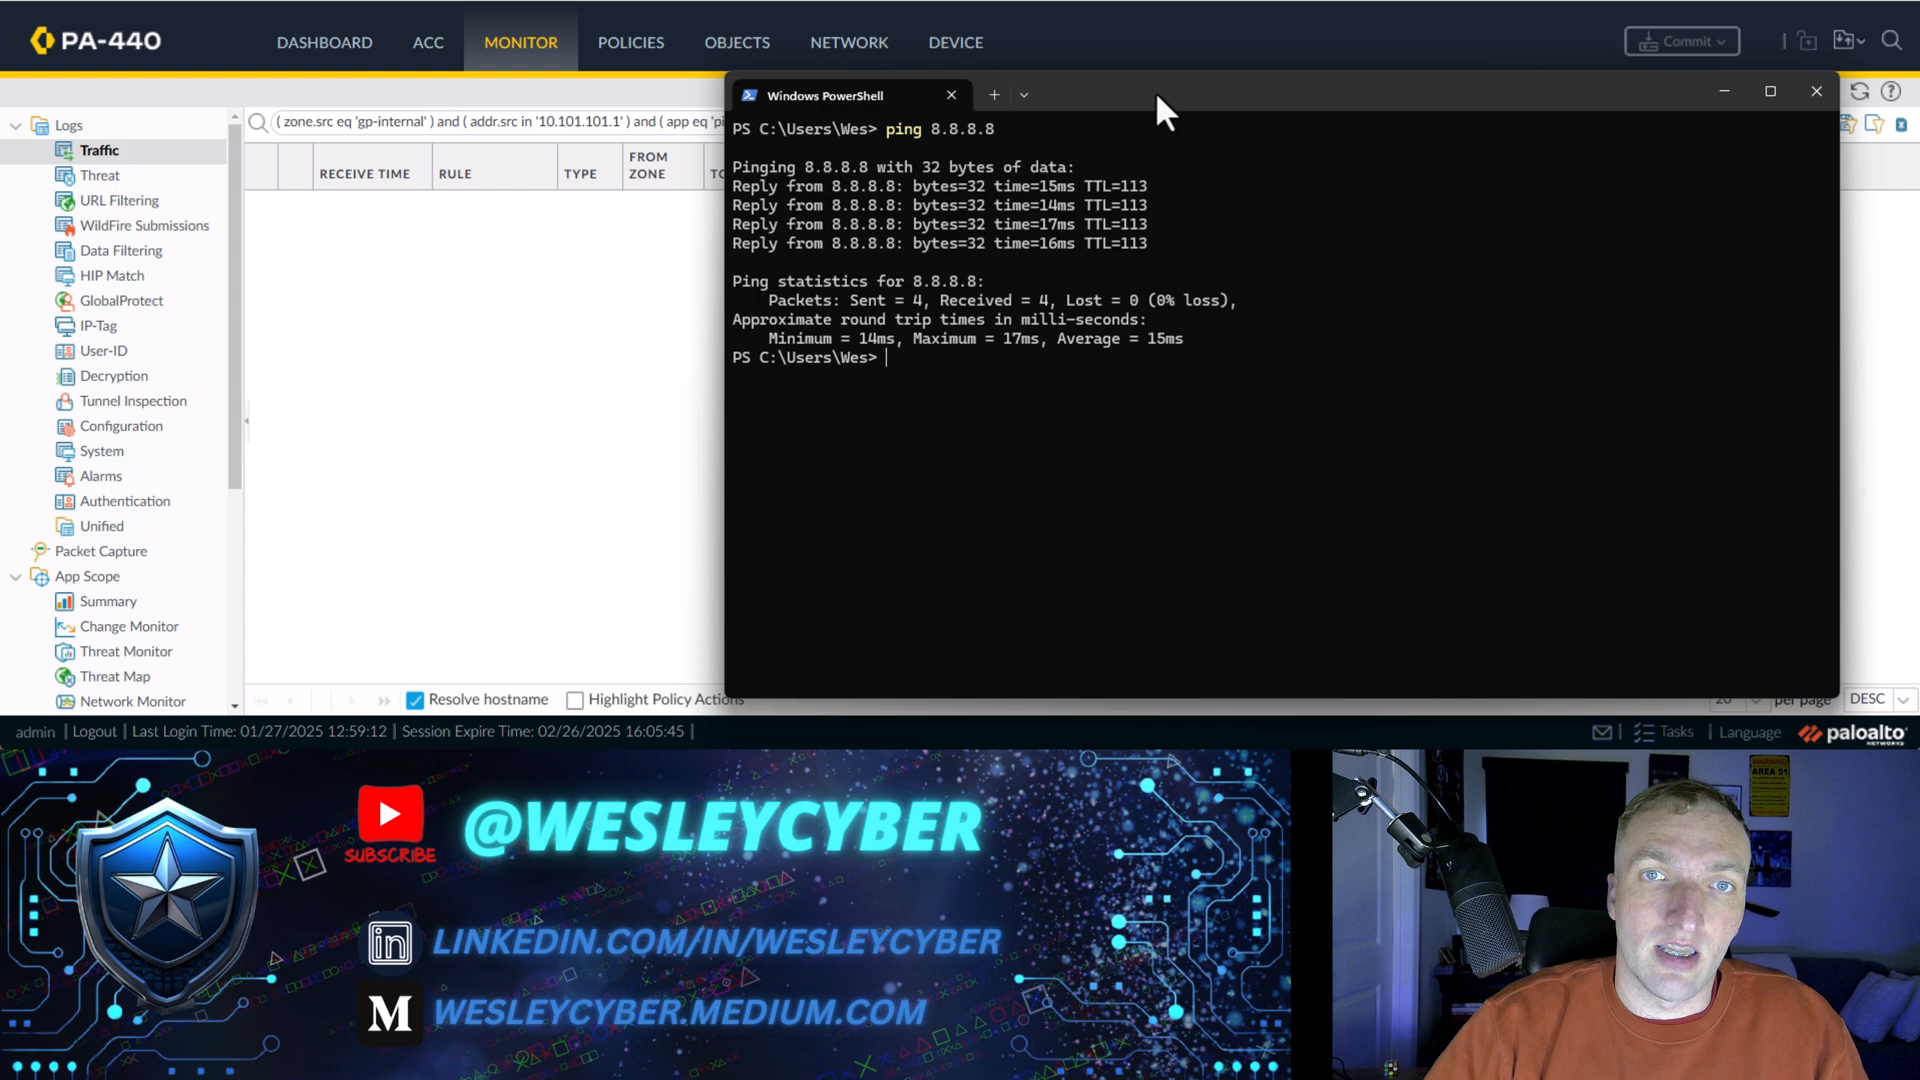 PA-440
DASHBOARD ACC MONITOR POLICIES OBJECTS NETWORK DEVICE
Commit
Windows PowerShell
Logs
( zone.src eq 'gp-internal' ) and ( addr.src in '10.101.101.1' ) and ( app eq 'pi
PS C:\Users\Wes> ping 8.8.8.8
Traffic
FROM
RECEIVE TIME RULE TYPE ZONE TO
Threat
URL Filtering
WildFire Submissions
Data Filtering
HIP Match
GlobalProtect
IP-Tag
User-ID
Decryption
Tunnel Inspection
Configuration
System
Alarms
Authentication
Unified
Packet Capture
App Scope
Summary
Change Monitor
Threat Monitor
Threat Map
Network Monitor
Pinging 8.8.8.8 with 32 bytes of data:
Reply from 8.8.8.8: bytes=32 time=15ms TTL=113
Reply from 8.8.8.8: bytes=32 time=14ms TTL=113
Reply from 8.8.8.8: bytes=32 time=17ms TTL=113
Reply from 8.8.8.8: bytes=32 time=16ms TTL=113
Ping statistics for 8.8.8.8:
Packets: Sent = 4, Received = 4, Lost = 0 (0% loss),
Approximate round trip times in milli-seconds:
Minimum = 14ms, Maximum = 17ms, Average = 15ms
PS C:\Users\Wes>
Resolve hostname Highlight Policy Actions 20 per page DESC
admin | Logout | Last Login Time: 01/27/2025 12:59:12 | Session Expire Time: 02/26/2025 16:05:45 |
Tasks | Language paloalto
NETWORKS
@WESLEYCYBER
SUBSCRIBE
in LINKEDIN.COM/IN/WESLEYCYBER
M WESLEYCYBER.MEDIUM.COM
AREA 51